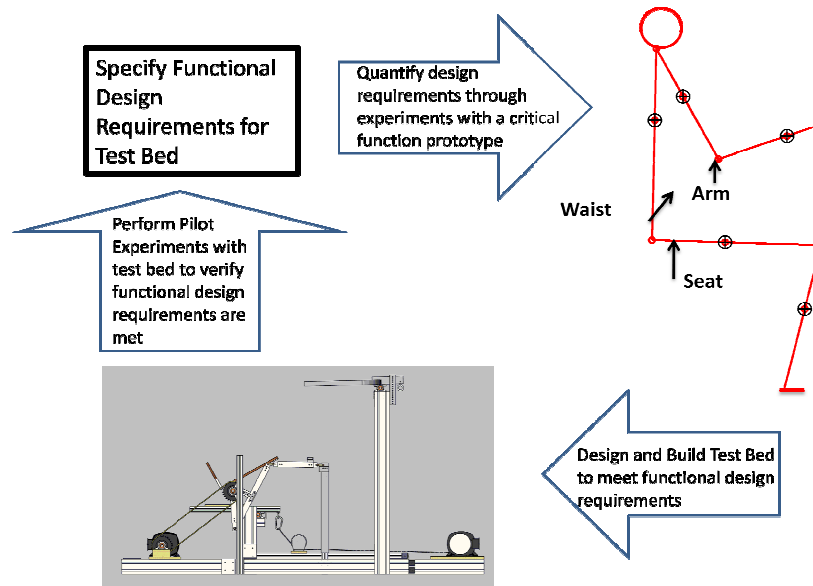 Specify Functional
Design
Requirements for
Test Bed
Quantify design
requirements through
experiments with a critical
function prototype
Waist
Arm
Seat
Perform Pilot
Experiments with
test bed to verify
functional design
requirements are
met
Design and Build Test Bed
to meet functional design
requirements